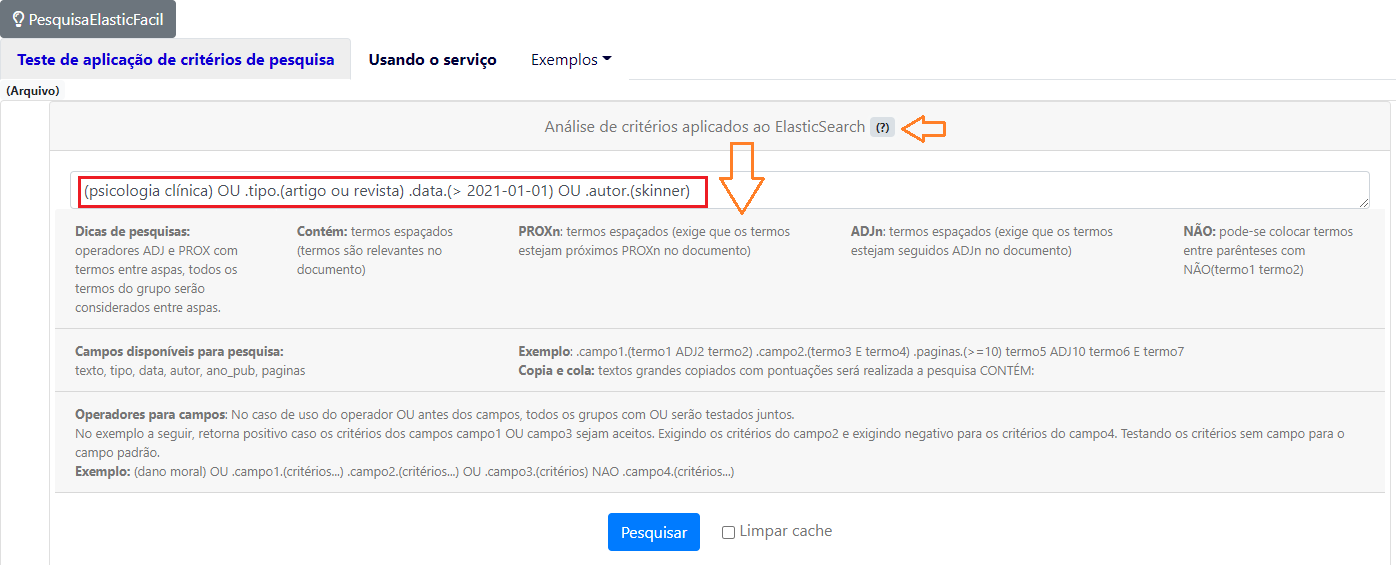 PesquisaElasticFacil
Teste de aplicação de critérios de pesquisa
Usando o serviço
Exemplos
(Arquivo)
Análise de critérios aplicados ao ElasticSearch (?)
(psicologia clínica) OU .tipo.(artigo ou revista) .data.(> 2021-01-01) OU .autor.(skinner)
Dicas de pesquisas:
operadores ADJ e PROX com
termos entre aspas, todos os
termos do grupo serão
considerados entre aspas.
Contém: termos espaçados
(termos são relevantes no
documento)
PROXn: termos espaçados (exige que os termos
estejam próximos PROXn no documento)
ADJn: termos espaçados (exige que os termos
estejam seguidos ADJn no documento)
NÃO: pode-se colocar termos
entre parênteses com
NÃO(termo1 termo2)
Campos disponíveis para pesquisa:
texto, tipo, data, autor, ano_pub, paginas
Exemplo: .campo1.(termo1 ADJ2 termo2) .campo2.(termo3 E termo4) .paginas.(>=10) termo5 ADJ10 termo6 E termo7
Copia e cola: textos grandes copiados com pontuações será realizada a pesquisa CONTÉM:
Operadores para campos: No caso de uso do operador OU antes dos campos, todos os grupos com OU serão testados juntos.
No exemplo a seguir, retorna positivo caso os critérios dos campos campo1 OU campo3 sejam aceitos. Exigindo os critérios do campo2 e exigindo negativo para os critérios do campo4. Testando os critérios sem campo para o
campo padrão.
Exemplo: (dano moral) OU .campo1.(critérios...) .campo2.(critérios...) OU .campo3.(critérios) NAO .campo4.(critérios...)
Pesquisar
Limpar cache